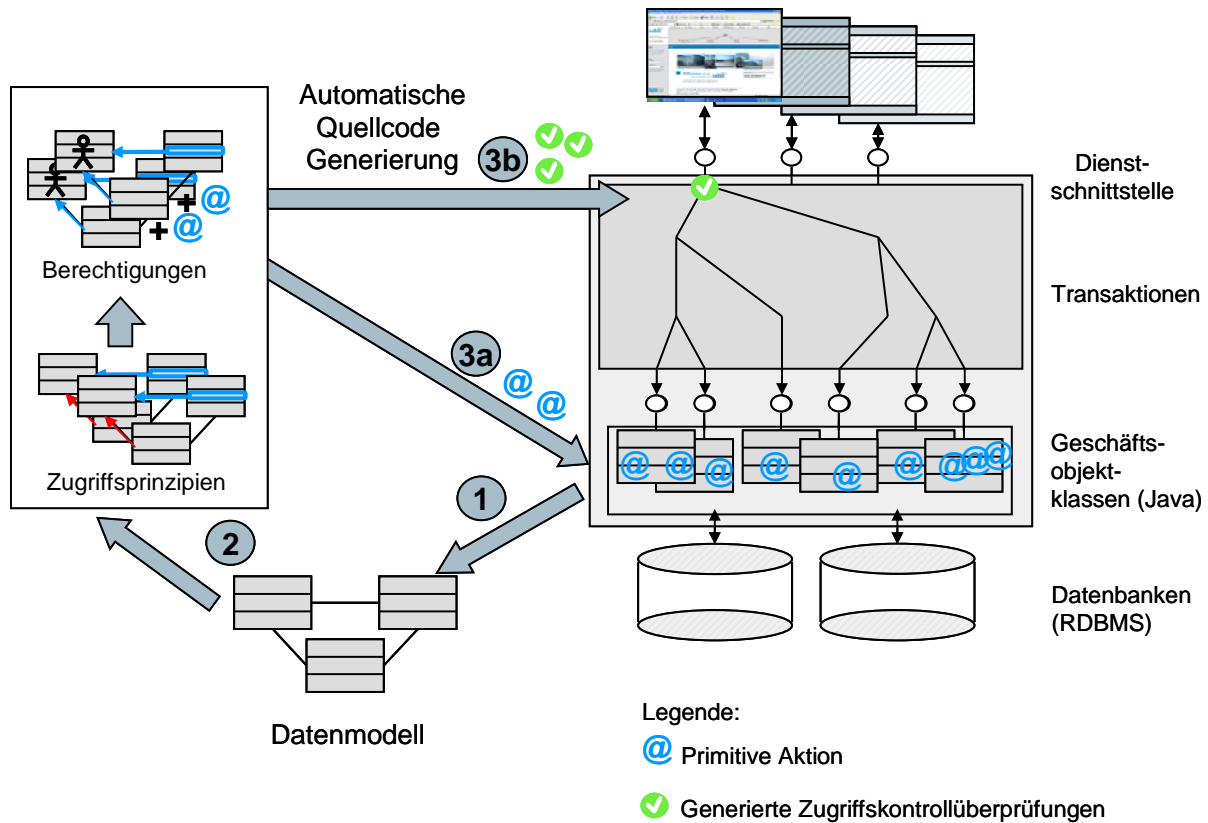 Automatische
Quellcode
Generierung
3b
@
@
Berechtigungen
Zugriffsprinzipien
3a
@
@
1
2
Datenmodell
Dienst-
schnittstelle
Transaktionen
@ @ @ @ @ @ @ @ @
Geschäfts-
objekt-
klassen (Java)
Datenbanken
(RDBMS)
Legende:
@ Primitive Aktion
Generierte Zugriffskontrollüberprüfungen